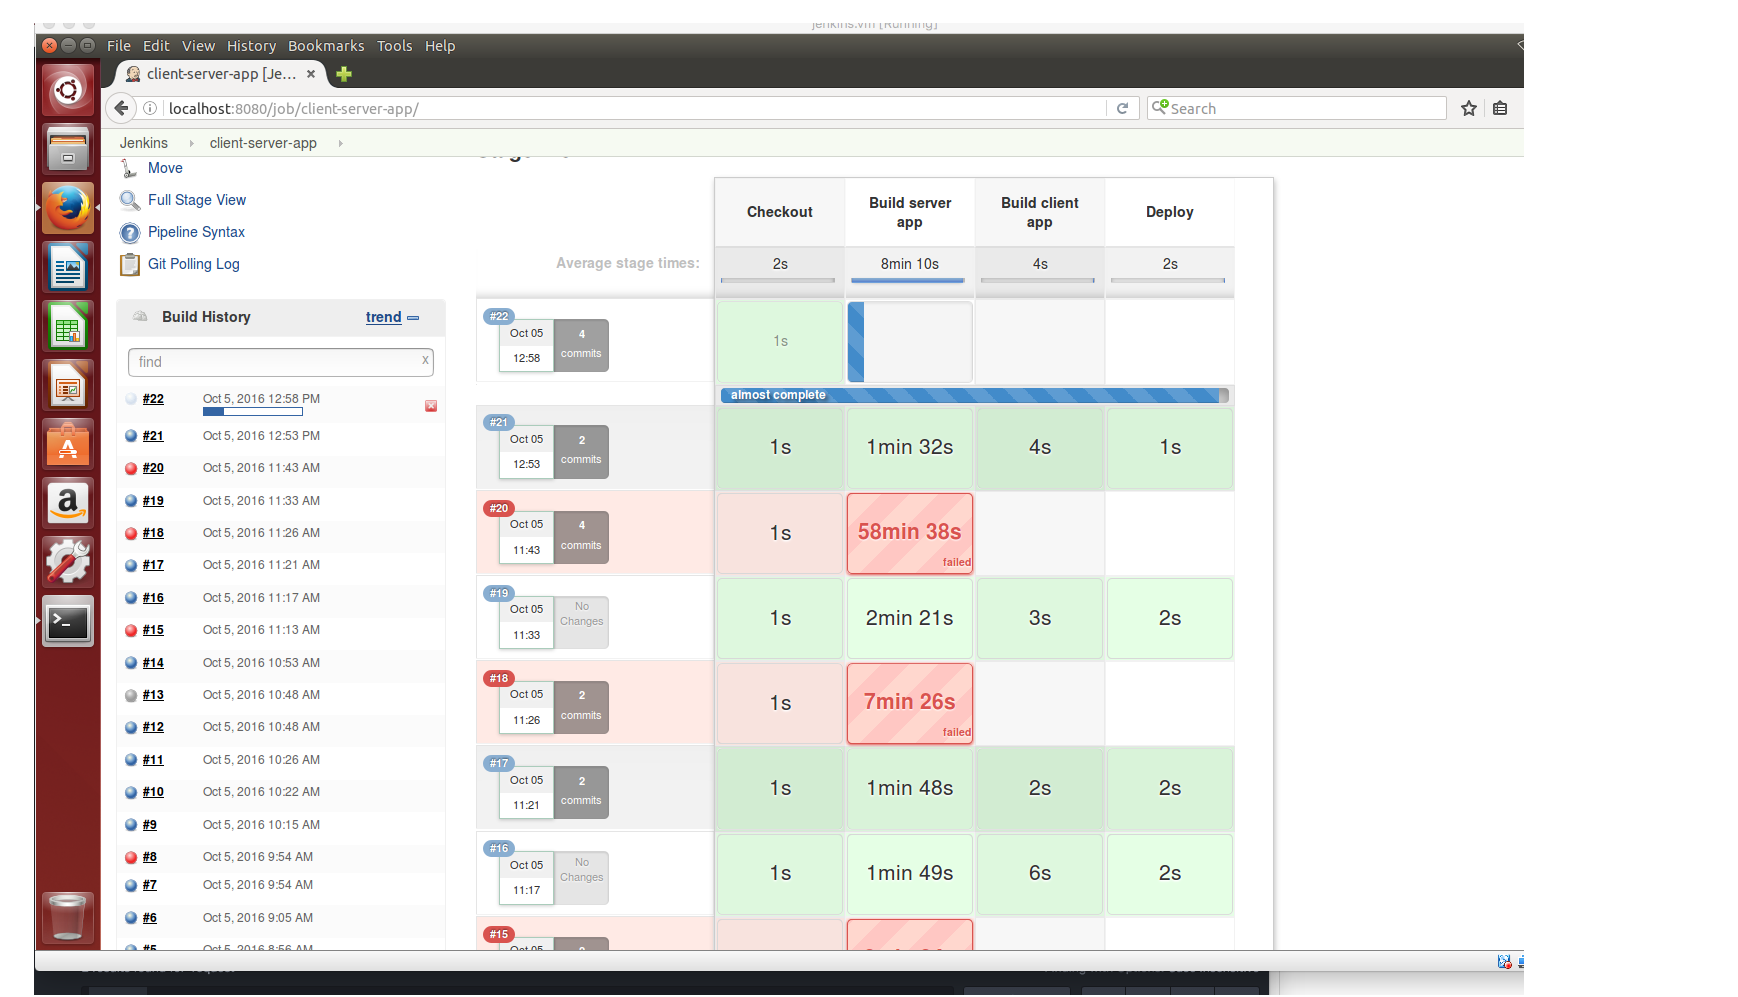 jenkins.vm [Running]
File Edit View History Bookmarks Tools Help
client-server-app [Je...
localhost:8080/job/client-server-app/
Search
Jenkins
client-server-app
Move
Full Stage View
Pipeline Syntax
Git Polling Log
Build History
trend
find
x
#22 Oct 5, 2016 12:58 PM
#21 Oct 5, 2016 12:53 PM
#20 Oct 5, 2016 11:43 AM
#19 Oct 5, 2016 11:33 AM
#18 Oct 5, 2016 11:26 AM
#17 Oct 5, 2016 11:21 AM
#16 Oct 5, 2016 11:17 AM
#15 Oct 5, 2016 11:13 AM
#14 Oct 5, 2016 10:53 AM
#13 Oct 5, 2016 10:48 AM
#12 Oct 5, 2016 10:48 AM
#11 Oct 5, 2016 10:26 AM
#10 Oct 5, 2016 10:22 AM
#9 Oct 5, 2016 10:15 AM
#8 Oct 5, 2016 9:54 AM
#7 Oct 5, 2016 9:54 AM
#6 Oct 5, 2016 9:05 AM
#5 Oct 5, 2016 8:56 AM
Checkout
Build server
app
Build client
app
Deploy
Average stage times:
2s
8min 10s
4s
2s
#22
Oct 05
12:58
4
commits
1s
almost complete
#21
Oct 05
12:53
2
commits
1s
1min 32s
4s
1s
#20
Oct 05
11:43
4
commits
1s
58min 38s
failed
#19
Oct 05
11:33
No
Changes
1s
2min 21s
3s
2s
#18
Oct 05
11:26
2
commits
1s
7min 26s
failed
#17
Oct 05
11:21
2
commits
1s
1min 48s
2s
2s
#16
Oct 05
11:17
No
Changes
1s
1min 49s
6s
2s
#15
Oct 05